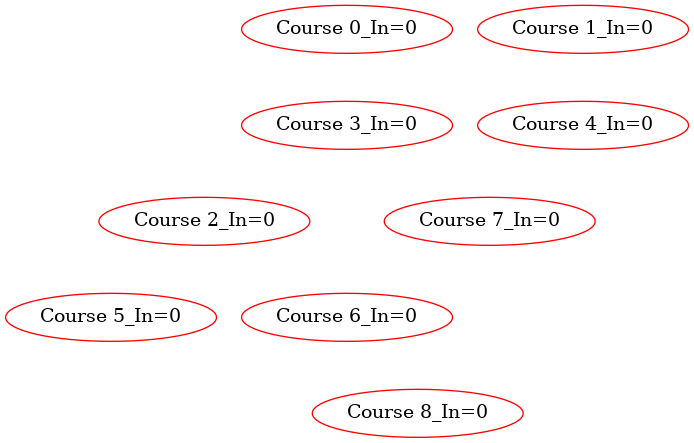 Course 0_In=0
Course 1_In=0
Course 3_In=0
Course 4_In=0
Course 2_In=0
Course 7_In=0
Course 5_In=0
Course 6_In=0
Course 8_In=0